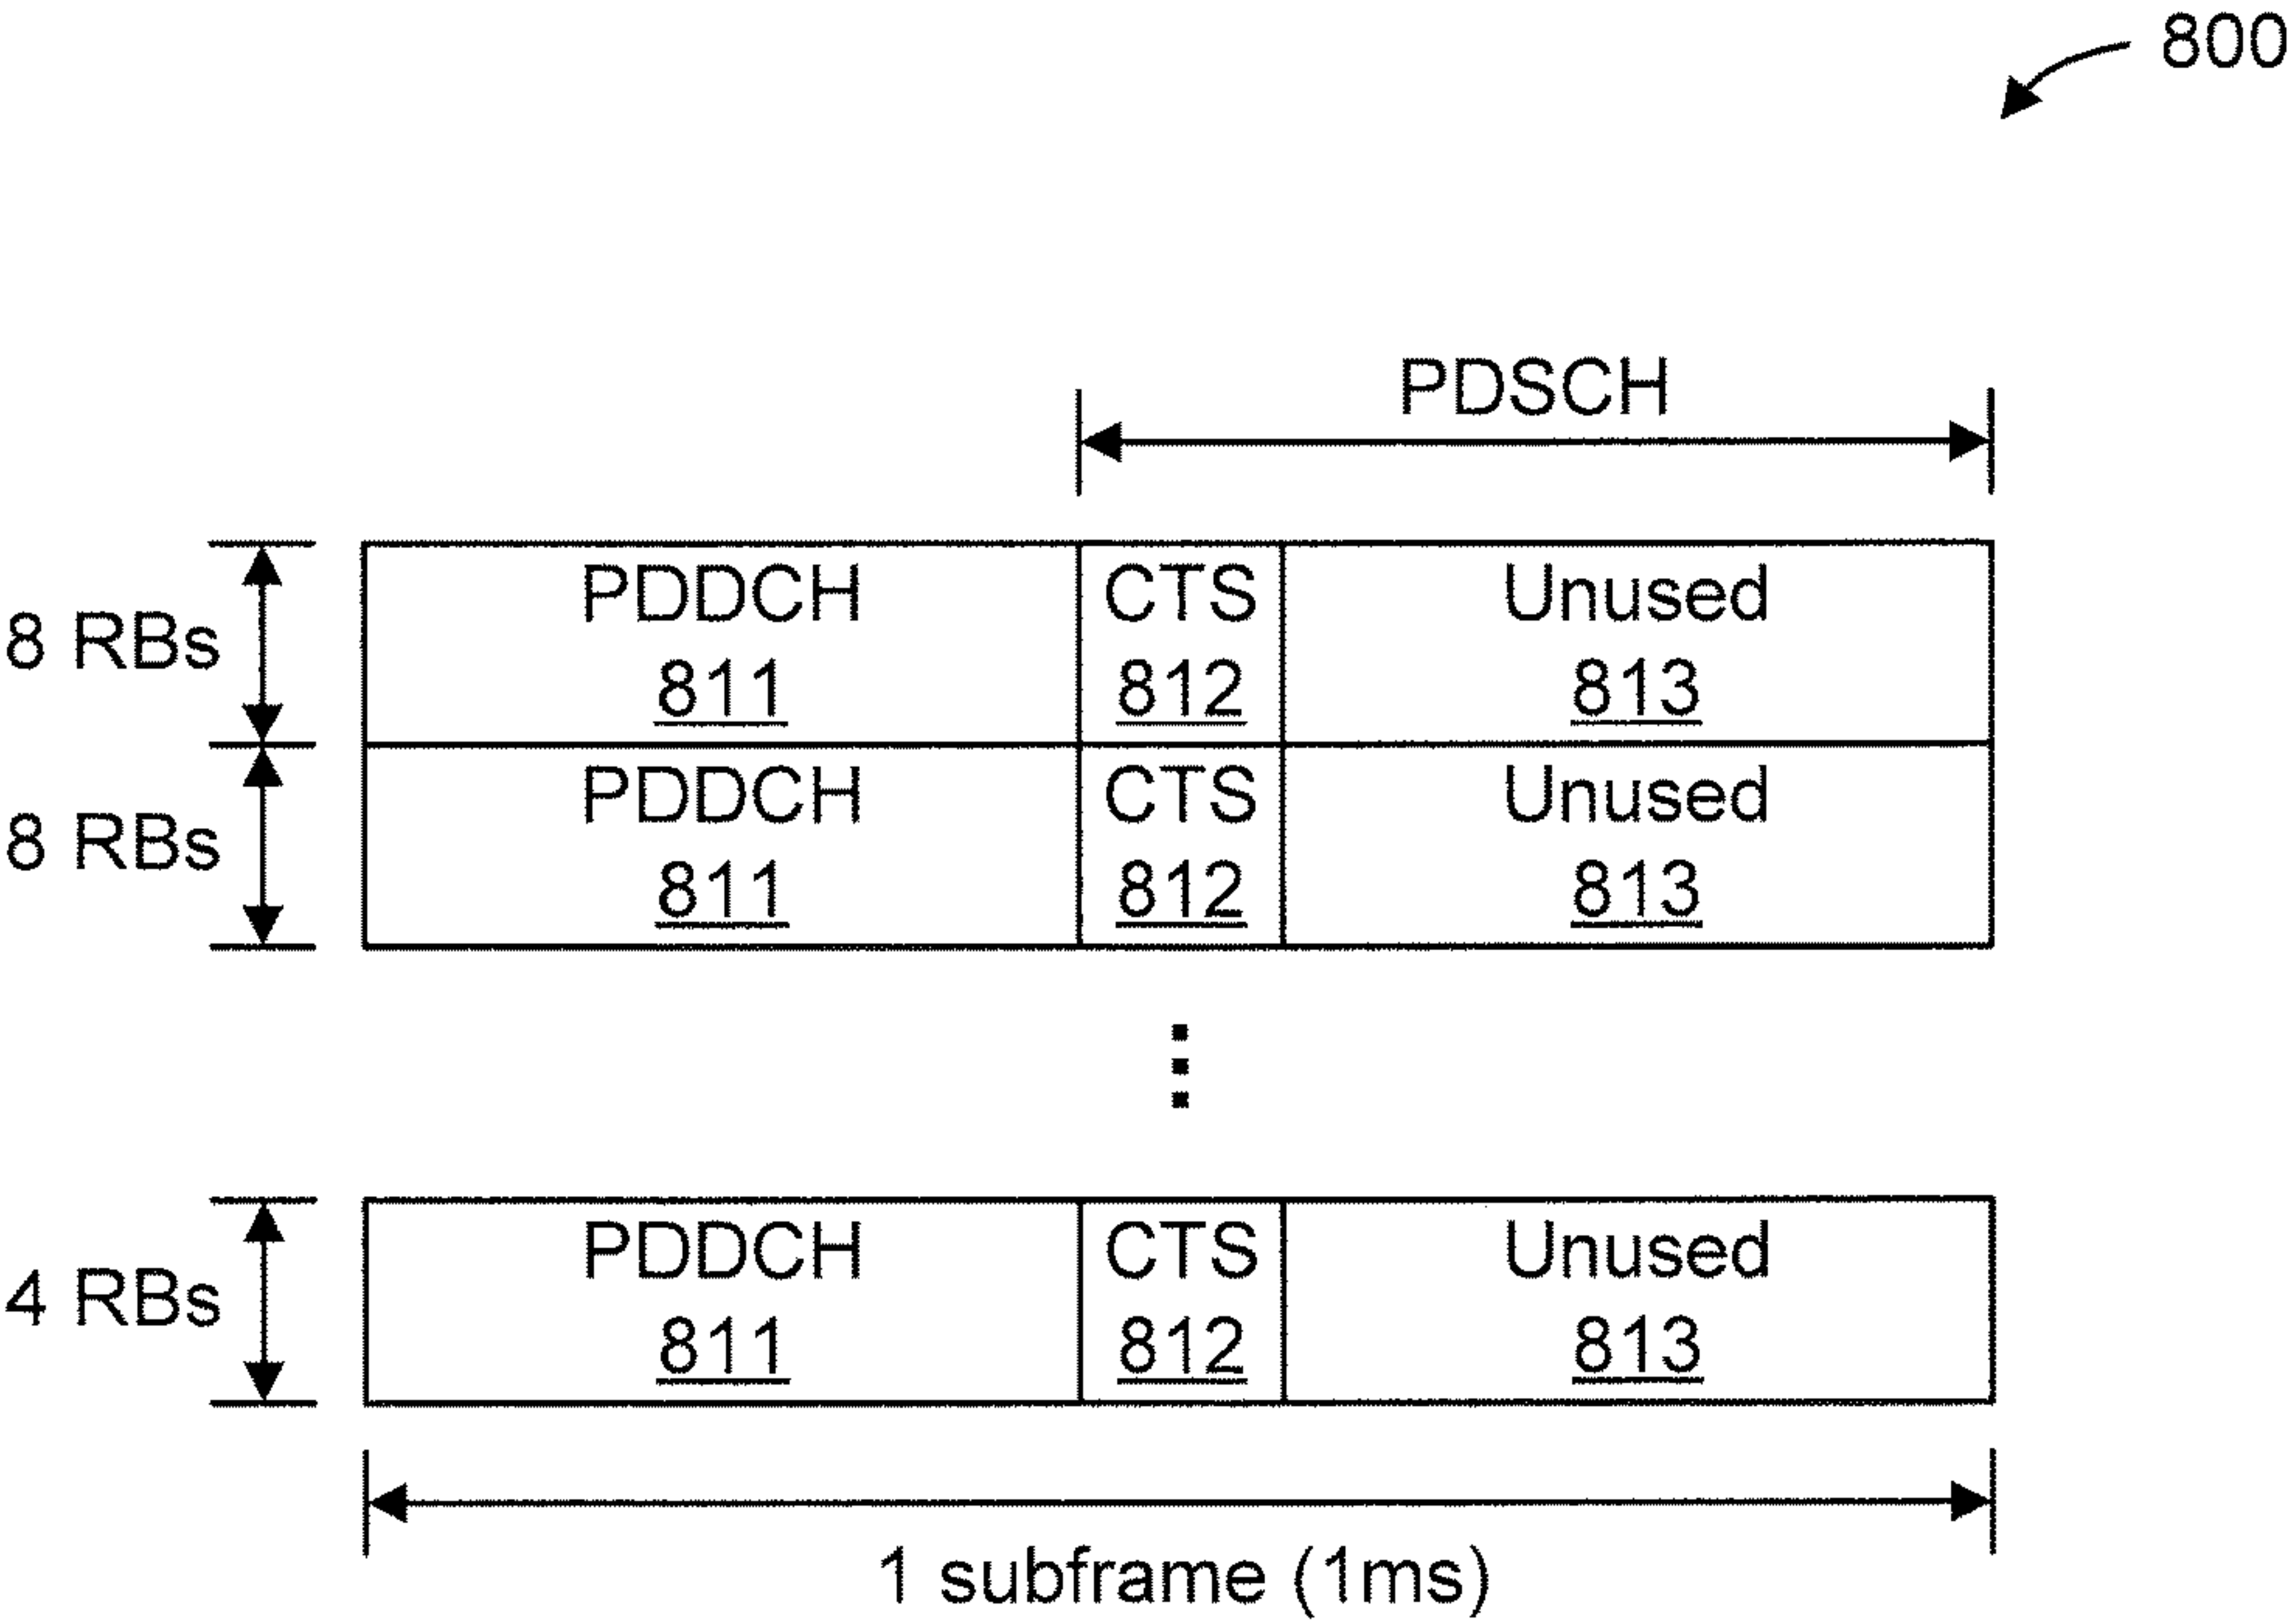 800
PDSCH
8 RBs
PDDCH CTS Unused
811 812 813
8 RBs
PDDCH CTS Unused
811 812 813
4 RBs
PDDCH CTS Unused
811 812 813
1 subframe (1ms)